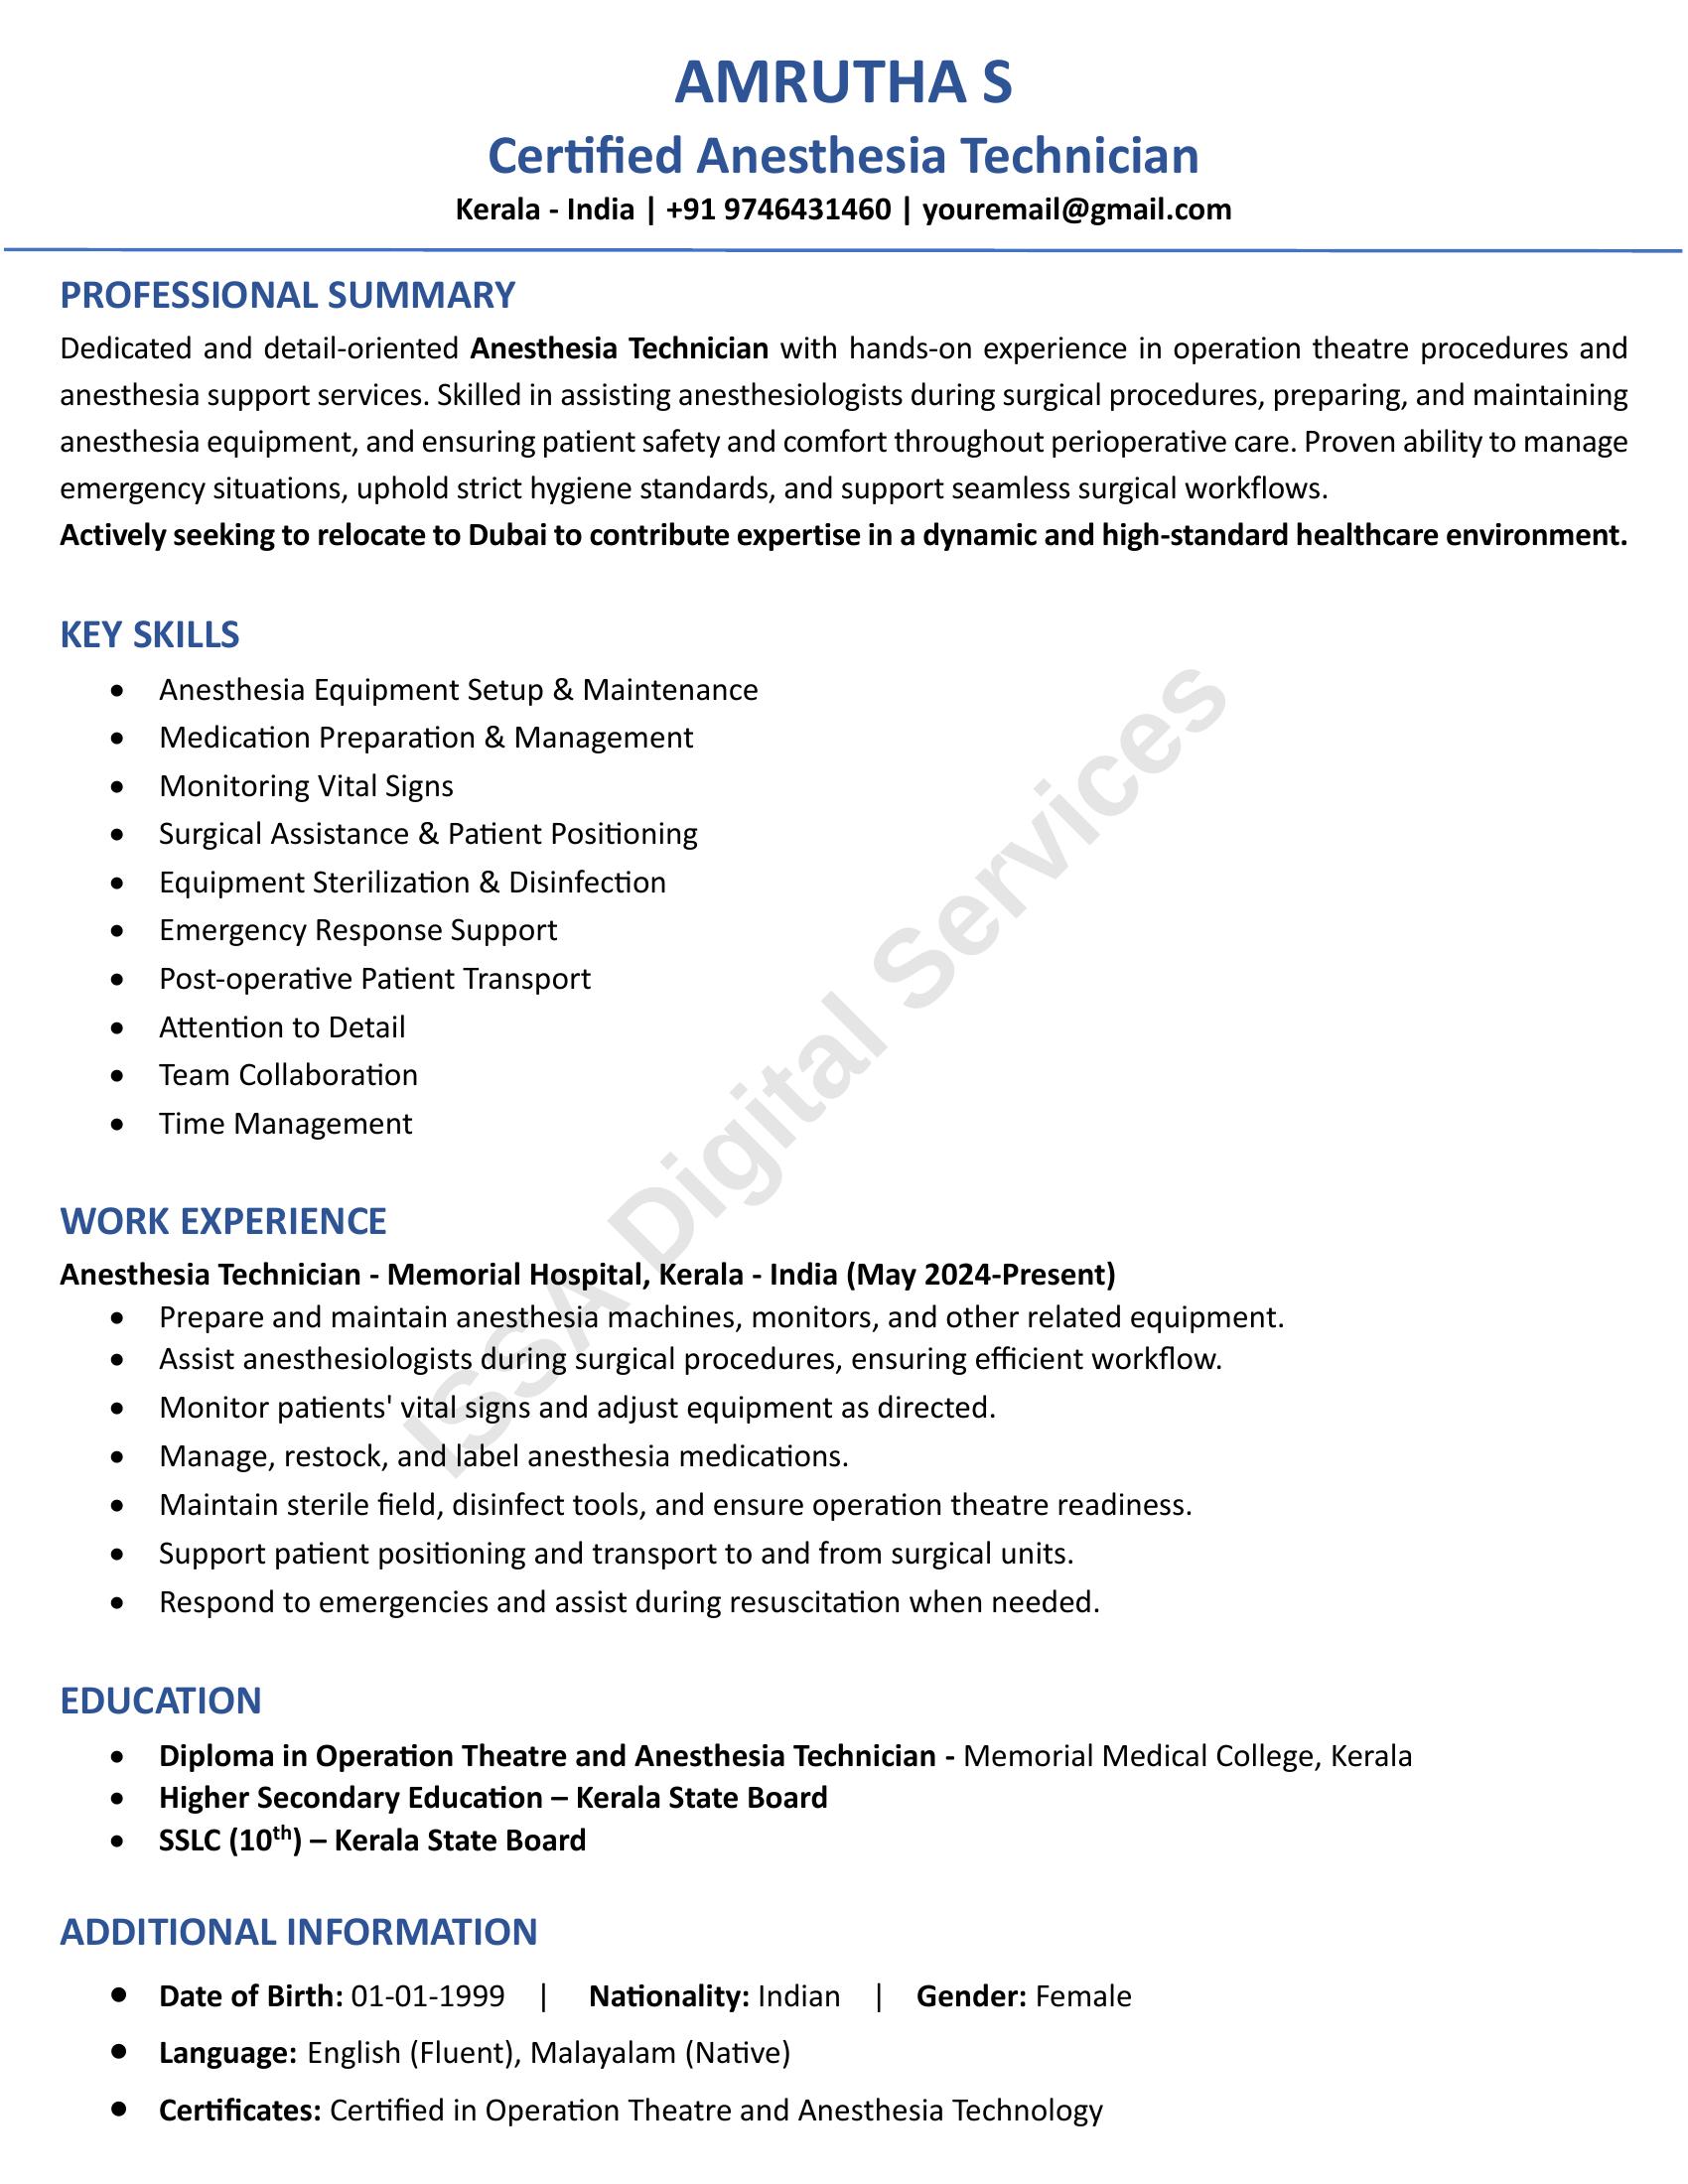 AMRUTHA S
Certified Anesthesia Technician
Kerala - India | +91 9746431460 | youremail@gmail.com
PROFESSIONAL SUMMARY
Dedicated and detail-oriented Anesthesia Technician with hands-on experience in operation theatre procedures and
anesthesia support services. Skilled in assisting anesthesiologists during surgical procedures, preparing, and maintaining
anesthesia equipment, and ensuring patient safety and comfort throughout perioperative care. Proven ability to manage
emergency situations, uphold strict hygiene standards, and support seamless surgical workflows.
Actively seeking to relocate to Dubai to contribute expertise in a dynamic and high-standard healthcare environment.
KEY SKILLS
• Anesthesia Equipment Setup & Maintenance
• Medication Preparation & Management
• Monitoring Vital Signs
• Surgical Assistance & Patient Positioning
• Equipment Sterilization & Disinfection
• Emergency Response Support
• Post-operative Patient Transport
• Attention to Detail
• Team Collaboration
• Time Management
ISSA Digital Services
WORK EXPERIENCE
Anesthesia Technician - Memorial Hospital, Kerala - India (May 2024-Present)
• Prepare and maintain anesthesia machines, monitors, and other related equipment.
• Assist anesthesiologists during surgical procedures, ensuring efficient workflow.
• Monitor patients' vital signs and adjust equipment as directed.
• Manage, restock, and label anesthesia medications.
• Maintain sterile field, disinfect tools, and ensure operation theatre readiness.
• Support patient positioning and transport to and from surgical units.
• Respond to emergencies and assist during resuscitation when needed.
EDUCATION
• Diploma in Operation Theatre and Anesthesia Technician - Memorial Medical College, Kerala
• Higher Secondary Education – Kerala State Board
• SSLC (10th) – Kerala State Board
ADDITIONAL INFORMATION
• Date of Birth: 01-01-1999 | Nationality: Indian | Gender: Female
• Language: English (Fluent), Malayalam (Native)
• Certificates: Certified in Operation Theatre and Anesthesia Technology